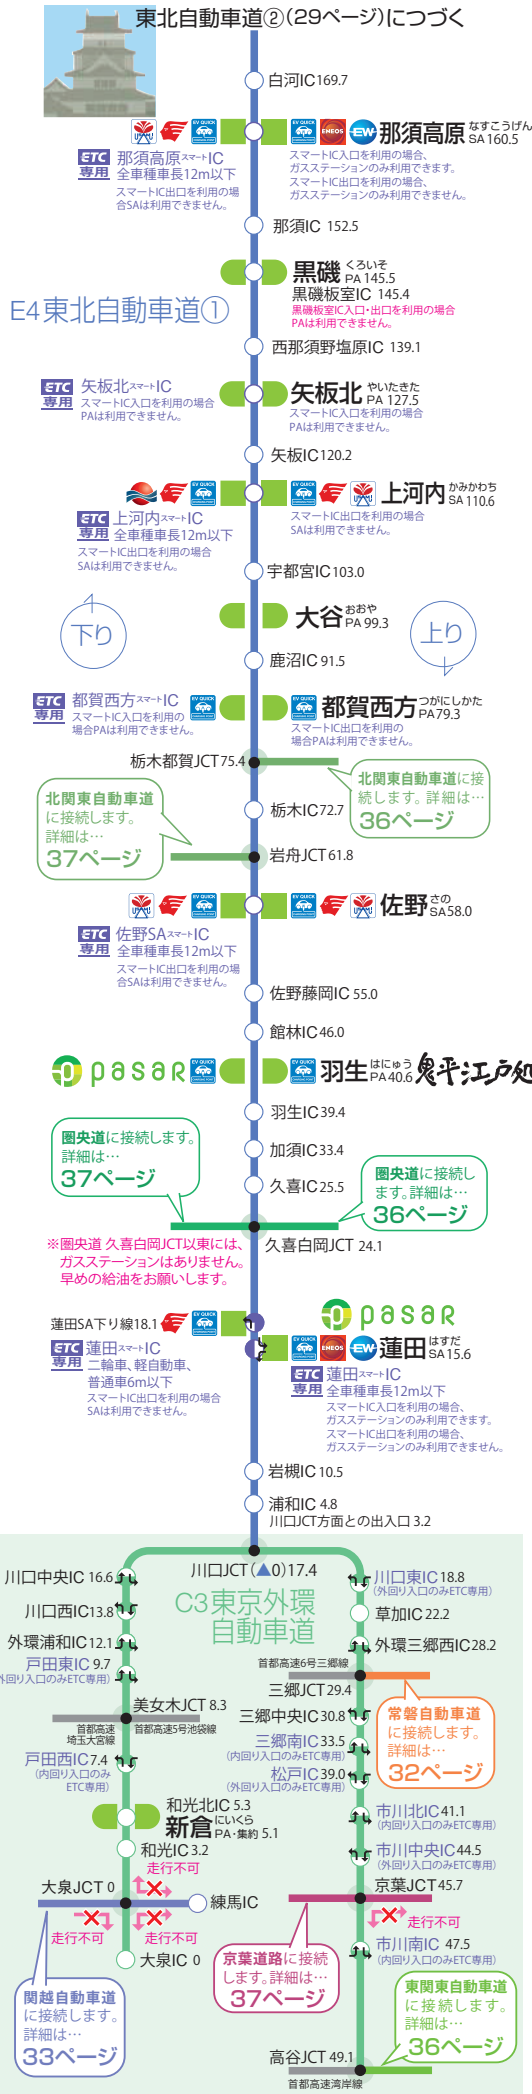 東北自動車道②(29ページ)につづく
白河IC169.7
EV QUICK
EV QUICK
ENEOS
EW
那須高原 なすこうげん SA160.5
ETC専用 那須高原スマートIC
全車種車長12m以下
スマートIC出口を利用の場
合SAは利用できません。
スマートIC入口を利用の場合、
ガスステーションのみ利用できます。
スマートIC出口を利用の場合、
ガスステーションのみ利用できません。
那須IC 152.5
黒磯 くろいそ PA145.5
黒磯板室IC 145.4
黒磯板室IC入口・出口を利用の場合
PAは利用できません。
E4東北自動車道①
西那須野塩原IC 139.1
ETC専用 矢板北スマートIC
スマートIC入口を利用の場合
PAは利用できません。
矢板北 やいたきた PA 127.5
スマートIC入口を利用の場合
PAは利用できません。
矢板IC120.2
EV QUICK
EV QUICK
上河内 かみかわち SA110.6
ETC専用 上河内スマートIC
全車種車長12m以下
スマートIC出口を利用の場合
SAは利用できません。
スマートIC出口を利用の場合
SAは利用できません。
宇都宮IC103.0
大谷 おおや PA 99.3
下り
上り
鹿沼IC 91.5
ETC専用 都賀西方スマートIC
スマートIC入口を利用の
場合PAは利用できません。
EV QUICK
EV QUICK
都賀西方 つがにしかた PA79.3
スマートIC出口を利用の
場合PAは利用できません。
栃木都賀JCT75.4
北関東自動車道に接
続します。詳細は…
36ページ
北関東自動車道
に接続します。
詳細は…
37ページ
栃木IC72.7
岩舟JCT61.8
EV QUICK
EV QUICK
佐野 さの SA58.0
ETC専用 佐野SAスマートIC
全車種車長12m以下
スマートIC出口を利用の場
合SAは利用できません。
佐野藤岡IC 55.0
館林IC46.0
pasar
EV QUICK
EV QUICK
羽生 はにゅう PA40.6 鬼平江戸処
羽生IC39.4
加須IC33.4
久喜IC25.5
圏央道に接続します。
詳細は…
37ページ
圏央道に接続し
ます。詳細は…
36ページ
久喜白岡JCT 24.1
※圏央道 久喜白岡JCT以東には、
ガスステーションはありません。
早めの給油をお願いします。
蓮田SA下り線18.1
EV QUICK
ETC専用 蓮田スマートIC
二輪車、軽自動車、
普通車6m以下
スマートIC出口を利用の場合
SAは利用できません。
pasar
EV QUICK
ENEOS
EW
蓮田 はすだ SA15.6
ETC専用 蓮田スマートIC
全車種車長12m以下
スマートIC入口を利用の場合、
ガスステーションのみ利用できます。
スマートIC出口を利用の場合、
ガスステーションのみ利用できません。
岩槻IC 10.5
浦和IC 4.8
川口JCT方面との出入口 3.2
川口JCT(▲0)17.4
C3東京外環
自動車道
川口中央IC 16.6
川口西IC13.8
外環浦和IC12.1
戸田東IC 9.7
外回り入口のみETC専用)
美女木JCT 8.3
首都高速
埼玉大宮線
首都高速5号池袋線
戸田西IC7.4
(内回り入口のみ
ETC専用)
和光北IC 5.3
新倉 にいくら PA・集約 5.1
和光IC3.2
走行不可
大泉JCT 0
練馬IC
走行不可
走行不可
大泉IC 0
関越自動車道
に接続します。
詳細は…
33ページ
川口東IC18.8
(外回り入口のみETC専用)
草加IC 22.2
外環三郷西IC28.2
首都高速6号三郷線
三郷JCT29.4
三郷中央IC30.8
三郷南IC33.5
(内回り入口のみETC専用)
松戸IC39.0
(外回り入口のみETC専用)
常磐自動車道
に接続します。
詳細は…
32ページ
市川北IC41.1
(内回り入口のみETC専用)
市川中央IC44.5
(外回り入口のみETC専用)
京葉JCT45.7
走行不可
京葉道路に接続
します。詳細は…
37ページ
市川南IC 47.5
(内回り入口のみETC専用)
東関東自動車道
に接続します。
詳細は…
36ページ
高谷JCT 49.1
首都高速湾岸線